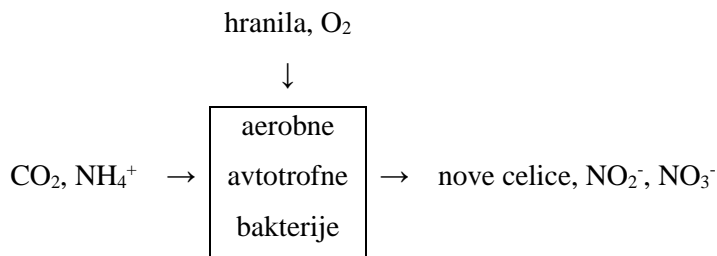 hranila, O₂
↓
aerobne
CO₂, NH₄⁺ → avtotrofne → nove celice, NO₂⁻, NO₃⁻
bakterije